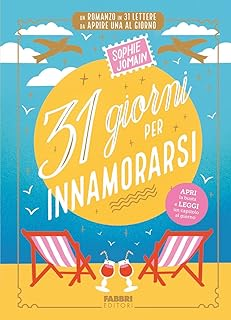 UN ROMANZO IN 31 LETTERE
DA APRIRE UNA AL GIORNO
SOPHIE
JOMAIN
31 giorni
PER
INNAMORARSI
APRI
la busta
e LEGGI
un capitolo
al giorno
FABBRI
EDITORI